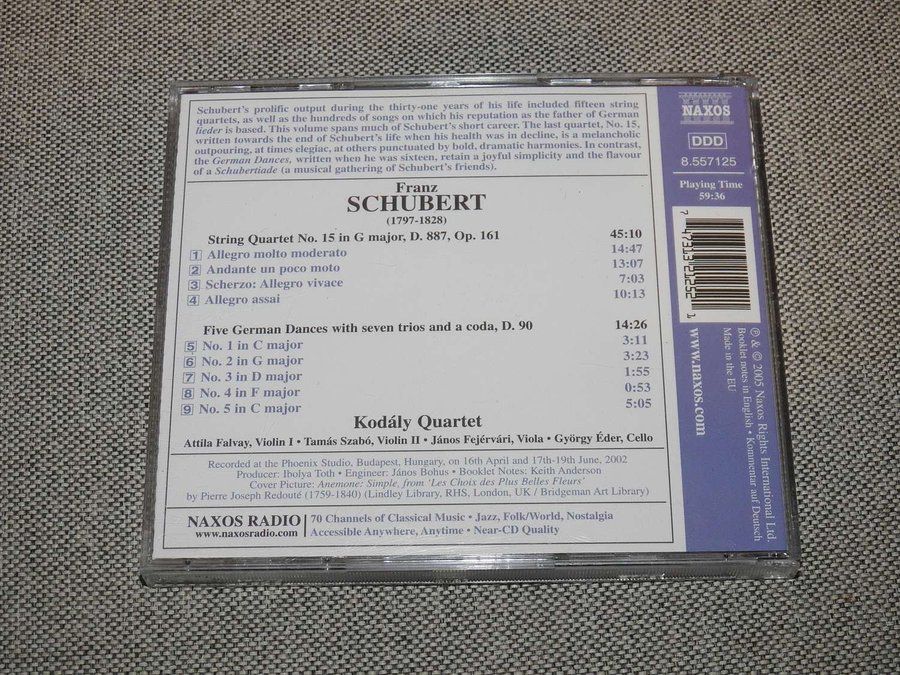 Schubert's prolific output during the thirty-one years of his life included fifteen string
quartets, as well as the hundreds of songs on which his reputation as the father of German
lieder is based. This volume spans much of Schubert's short career. The last quartet, No. 15,
written towards the end of Schubert's life when his health was in decline, is a melancholic
outpouring, at times elegiac, at others punctuated by bold, dramatic harmonies. In contrast,
the German Dances, written when he was sixteen, retain a joyful simplicity and the flavour
of a Schubertiade (a musical gathering of Schubert's friends).
Franz
SCHUBERT
(1797-1828)
String Quartet No. 15 in G major, D. 887, Op. 161 45:10
1 Allegro molto moderato 14:47
2 Andante un poco moto 13:07
3 Scherzo: Allegro vivace 7:03
4 Allegro assai 10:13
Five German Dances with seven trios and a coda, D. 90 14:26
5 No. 1 in C major 3:11
6 No. 2 in G major 3:23
7 No. 3 in D major 1:55
8 No. 4 in F major 0:53
9 No. 5 in C major 5:05
Kodály Quartet
Attila Falvay, Violin I • Tamás Szabó, Violin II • János Fejérvári, Viola • György Éder, Cello
Recorded at the Phoenix Studio, Budapest, Hungary, on 16th April and 17th-19th June, 2002
Producer: Ibolya Toth • Engineer: János Bohus • Booklet Notes: Keith Anderson
Cover Picture: Anemone: Simple, from 'Les Choix des Plus Belles Fleurs'
by Pierre Joseph Redouté (1759-1840) (Lindley Library, RHS, London, UK / Bridgeman Art Library)
NAXOS RADIO
www.naxosradio.com
70 Channels of Classical Music • Jazz, Folk/World, Nostalgia
Accessible Anywhere, Anytime • Near-CD Quality
NAXOS
DDD
8.557125
Playing Time
59:36
7 47313 21252 3
℗ & © 2005 Naxos Rights International Ltd.
Booklet notes in English • Kommentar auf Deutsch
Made in the EU
www.naxos.com